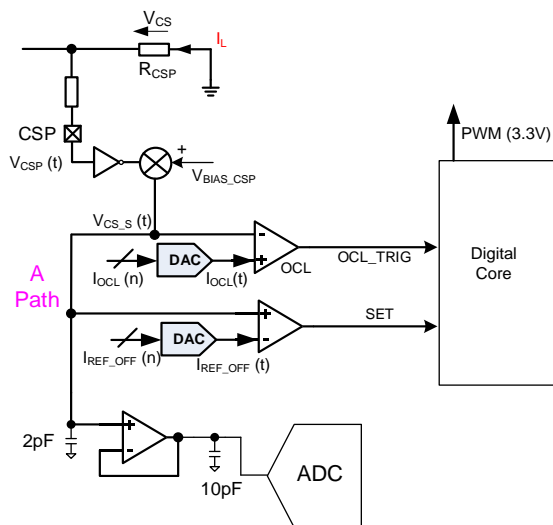 V_CS
I_L
R_CSP
CSP
V_CSP (t)
+
V_BIAS_CSP
V_CS_S (t)
-
DAC
+
OCL
OCL_TRIG
I_OCL (n)
I_OCL(t)
PWM (3.3V)
Digital
Core
A
Path
+
SET
DAC
-
I_REF_OFF (n)
I_REF_OFF (t)
2pF
+
-
10pF
ADC